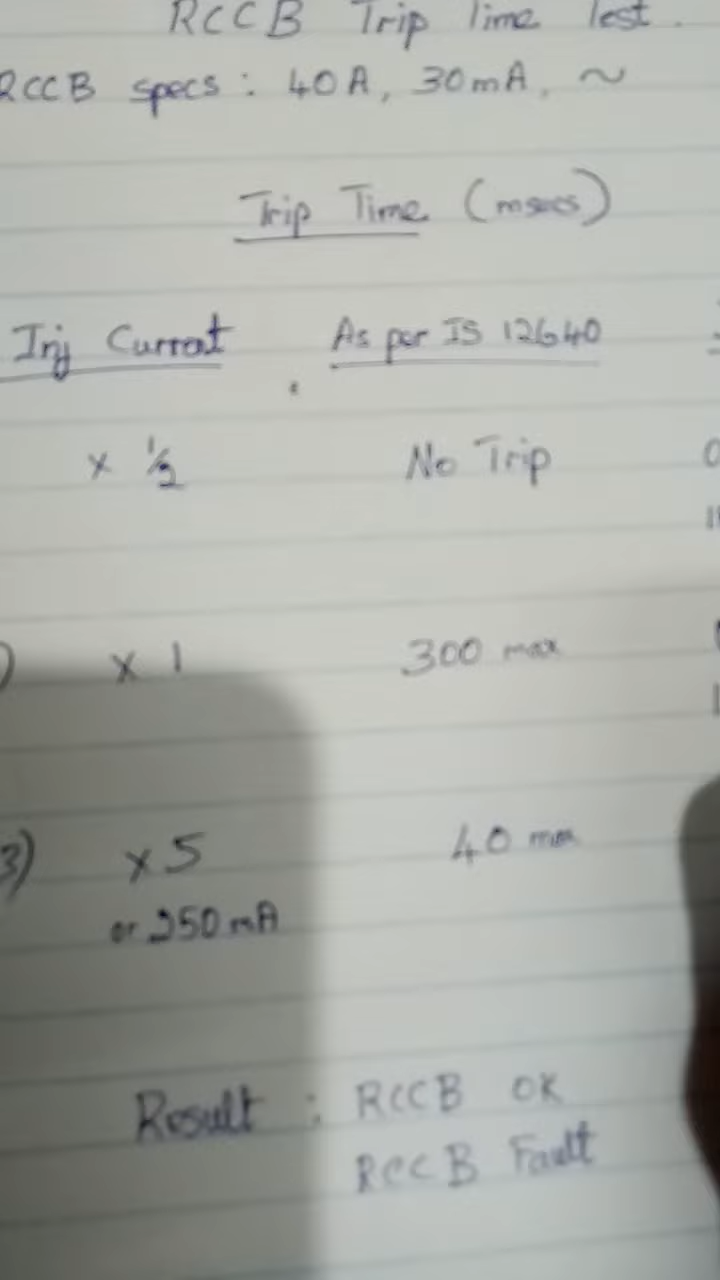 RCCB Trip Time Test.
RCCB specs: 40A, 30mA, ~
Trip Time (msecs)
Inj Current As per IS 12640
x 1/2 No Trip
) x 1 300 max
3) x 5 40 max
or 250 mA
Result : RCCB OK
RCCB Fault